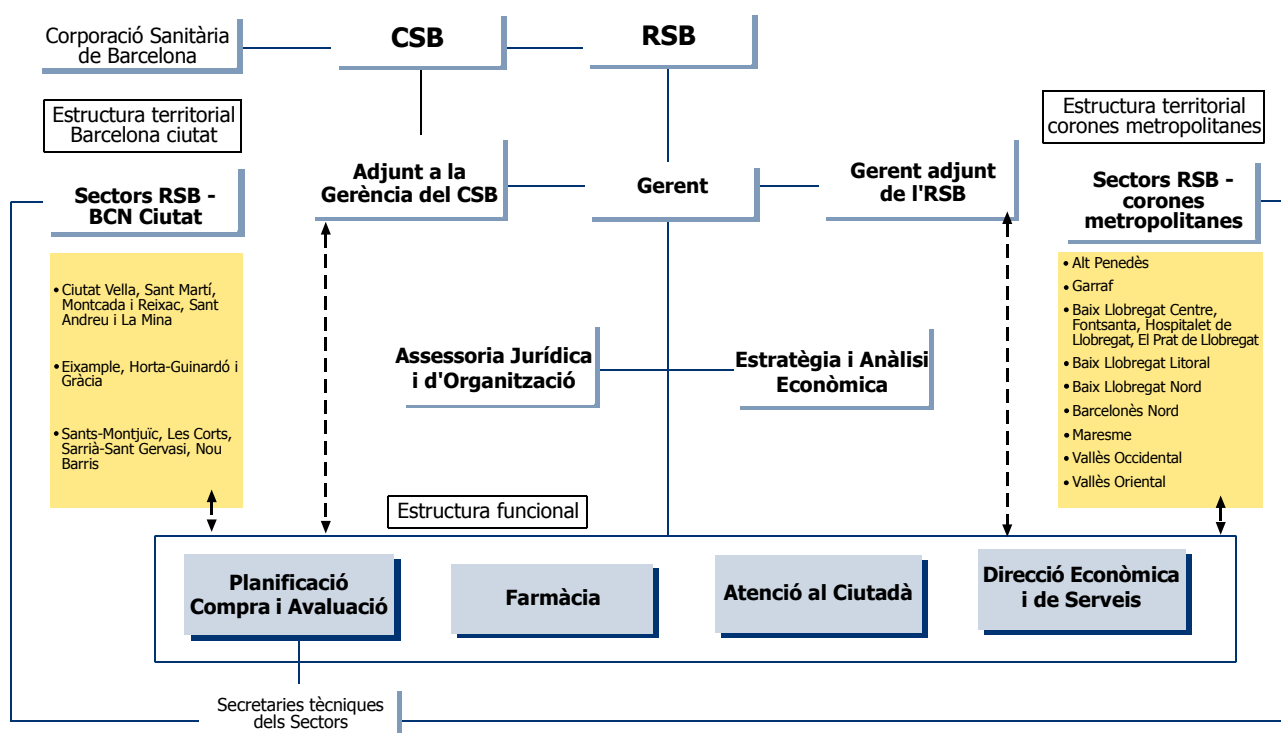 Corporació Sanitària
de Barcelona
CSB
RSB
Estructura territorial
Barcelona ciutat
Estructura territorial
corones metropolitanes
Sectors RSB -
BCN Ciutat
Adjunt a la
Gerència del CSB
Gerent
Gerent adjunt
de l'RSB
Sectors RSB -
corones
metropolitanes
• Ciutat Vella, Sant Martí,
Montcada i Reixac, Sant
Andreu i La Mina
• Eixample, Horta-Guinardó i
Gràcia
• Sants-Montjuïc, Les Corts,
Sarrià-Sant Gervasi, Nou
Barris
• Alt Penedès
• Garraf
• Baix Llobregat Centre,
Fontsanta, Hospitalet de
Llobregat, El Prat de Llobregat
• Baix Llobregat Litoral
• Baix Llobregat Nord
• Barcelonès Nord
• Maresme
• Vallès Occidental
• Vallès Oriental
Assessoria Jurídica
i d'Organització
Estratègia i Anàlisi
Econòmica
Estructura funcional
Planificació
Compra i Avaluació
Farmàcia
Atenció al Ciutadà
Direcció Econòmica
i de Serveis
Secretaries tècniques
dels Sectors